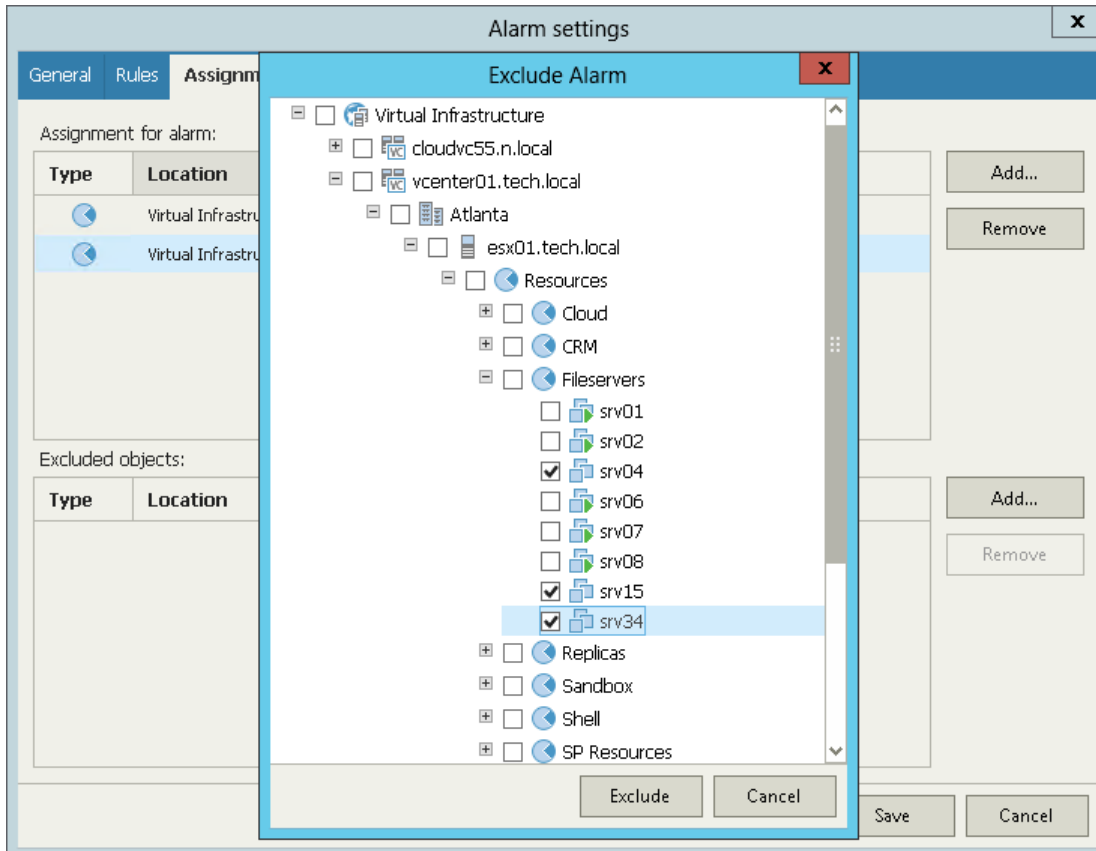 Alarm settings
x
General Rules Assignm
Exclude Alarm
x
Assignment for alarm:
Type Location
Add...
Virtual Infrastru
Remove
Virtual Infrastru
Virtual Infrastructure
VC cloudvc55.n.local
VC vcenter01.tech.local
Atlanta
esx01.tech.local
Resources
Cloud
CRM
Fileservers
srv01
srv02
srv04
srv06
srv07
srv08
srv15
srv34
Replicas
Sandbox
Shell
SP Resources
Exclude Cancel
Excluded objects:
Type Location
Add...
Remove
Save Cancel